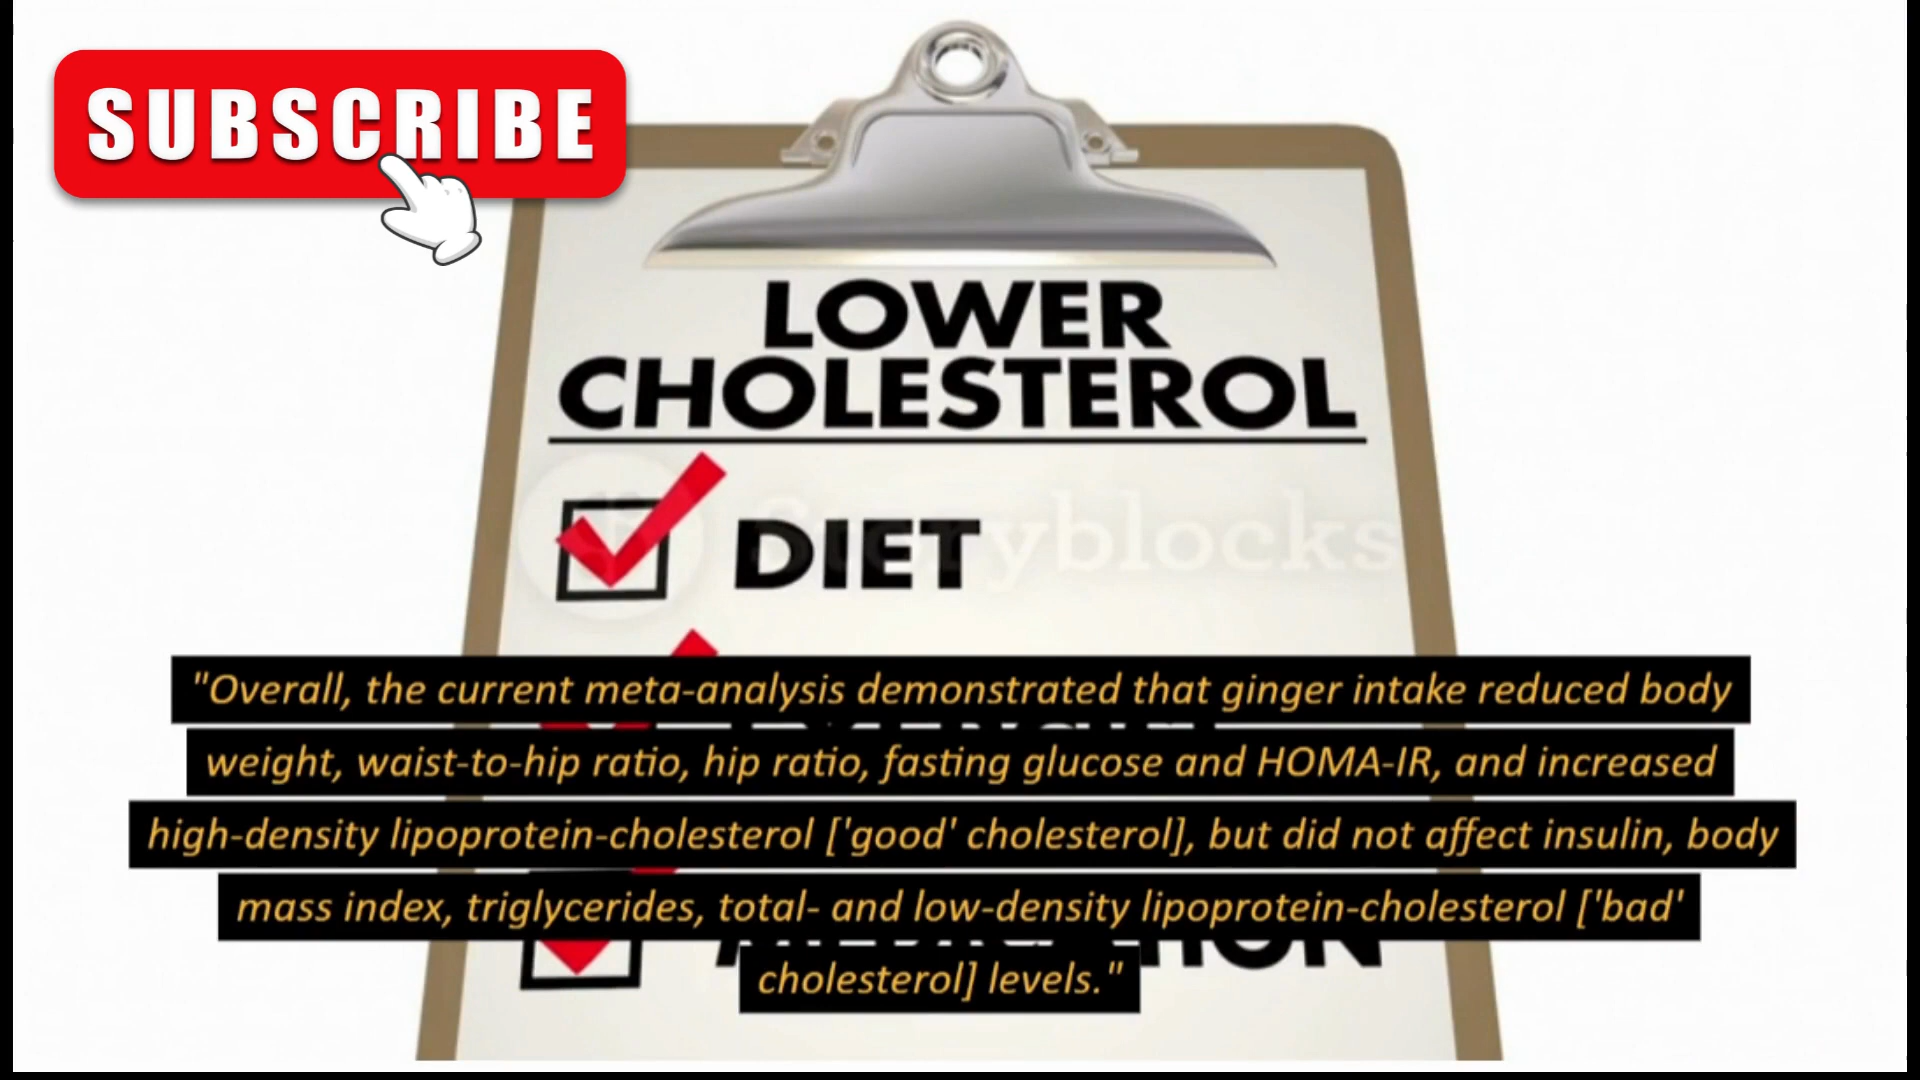 SUBSCRIBE
LOWER
CHOLESTEROL
DIET
Storyblocks
"Overall, the current meta-analysis demonstrated that ginger intake reduced body
weight, waist-to-hip ratio, hip ratio, fasting glucose and HOMA-IR, and increased
high-density lipoprotein-cholesterol ['good' cholesterol], but did not affect insulin, body
mass index, triglycerides, total- and low-density lipoprotein-cholesterol ['bad'
cholesterol] levels."